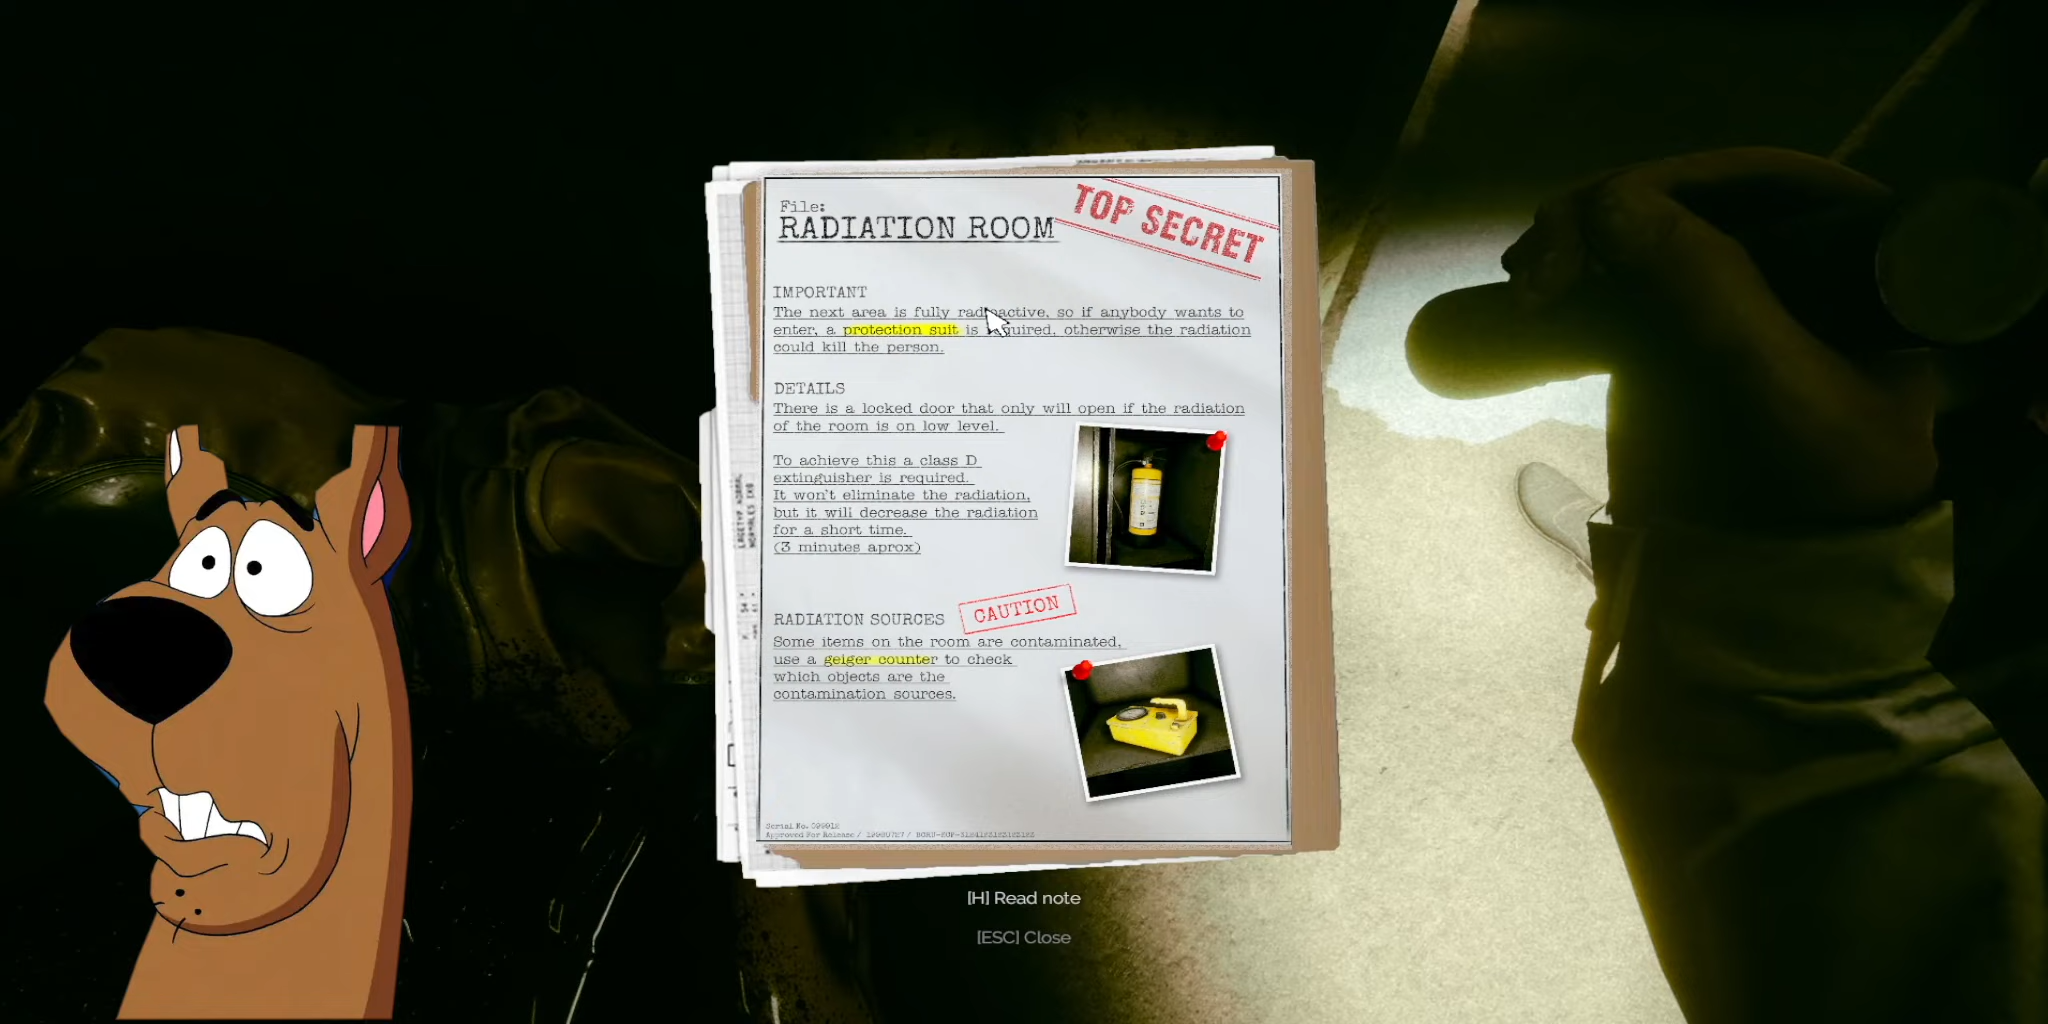 File:
RADIATION ROOM
TOP SECRET
IMPORTANT
The next area is fully radioactive, so if anybody wants to
enter, a protection suit is required, otherwise the radiation
could kill the person.
DETAILS
There is a locked door that only will open if the radiation
of the room is on low level.
To achieve this a class D
extinguisher is required.
It won't eliminate the radiation,
but it will decrease the radiation
for a short time.
(3 minutes aprox)
RADIATION SOURCES
CAUTION
Some items on the room are contaminated,
use a geiger counter to check
which objects are the
contamination sources.
Serial No.
Approved For Release /
[H] Read note
[ESC] Close